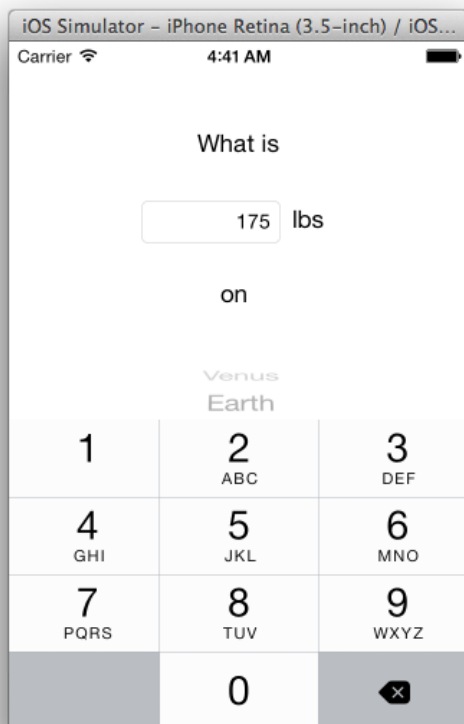 iOS Simulator – iPhone Retina (3.5–inch) / iOS...
Carrier 4:41 AM
What is
175 lbs
on
Venus
Earth
1 2 3
ABC DEF
4 5 6
GHI JKL MNO
7 8 9
PQRS TUV WXYZ
0